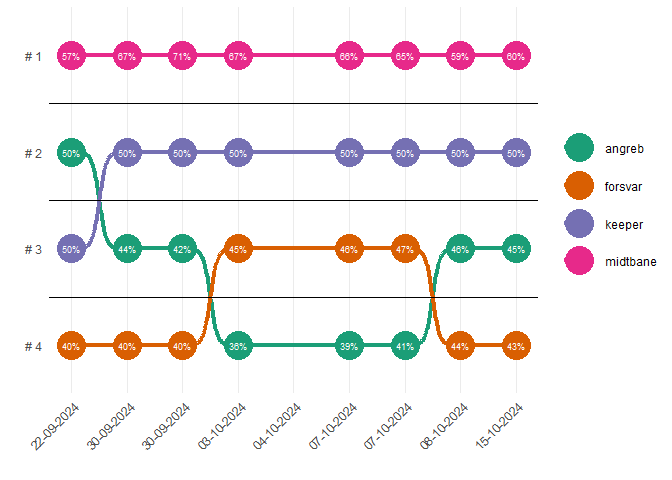 # 1 57% 67% 71% 67% 66% 65% 59% 60%
# 2 50% 50% 50% 50% 50% 50% 50% 50%
# 3 50% 44% 42% 45% 46% 47% 46% 45%
# 4 40% 40% 40% 36% 39% 41% 44% 43%
22-09-2024 30-09-2024 30-09-2024 03-10-2024 04-10-2024 07-10-2024 07-10-2024 08-10-2024 15-10-2024
angreb
forsvar
keeper
midtbane